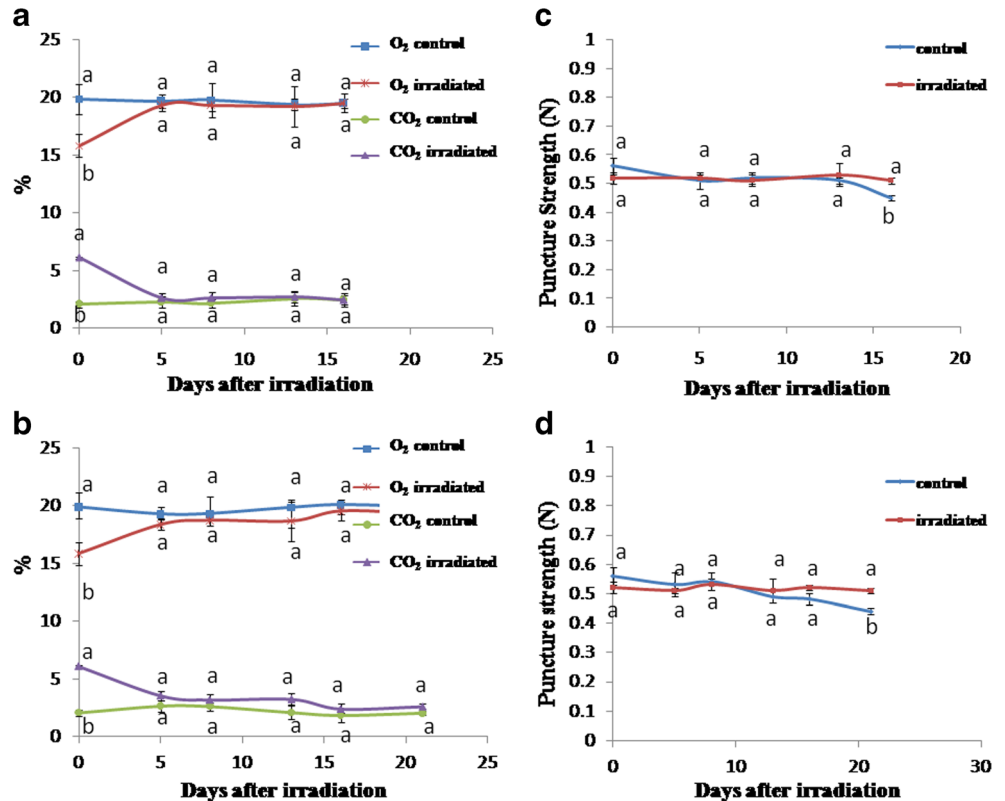 a
25
20
15
10
5
0
%
a a a a a
b a a a a
a a a a a
b a a a a
0 5 10 15 20 25
Days after irradiation
O₂ control
O₂ irradiated
CO₂ control
CO₂ irradiated
c
1
0.9
0.8
0.7
0.6
0.5
0.4
0.3
0.2
0.1
0
Puncture Strength (N)
a a a a a
a a a a b
0 5 10 15 20
Days after irradiation
control
irradiated
b
25
20
15
10
5
0
%
a a a a a
b a a a a
a a a a a a
b a a a a a
0 5 10 15 20 25
Days after irradiation
O₂ control
O₂ irradiated
CO₂ control
CO₂ irradiated
d
1
0.9
0.8
0.7
0.6
0.5
0.4
0.3
0.2
0.1
0
Puncture strength (N)
a a a a a a
a a a a a b
0 10 20 30
Days after irradiation
control
irradiated